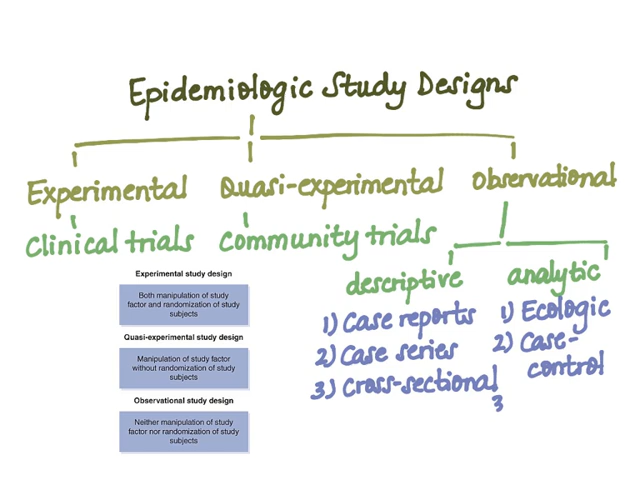 Epidemiologic Study Designs
Experimental
Quasi-experimental
Observational
Clinical trials
Community trials
descriptive
analytic
1) Case reports
2) Case series
3) Cross-sectional
1) Ecologic
2) Case-
control
3
Experimental study design
Both manipulation of study
factor and randomization of study
subjects
Quasi-experimental study design
Manipulation of study factor
without randomization of study
subjects
Observational study design
Neither manipulation of study
factor nor randomization of study
subjects